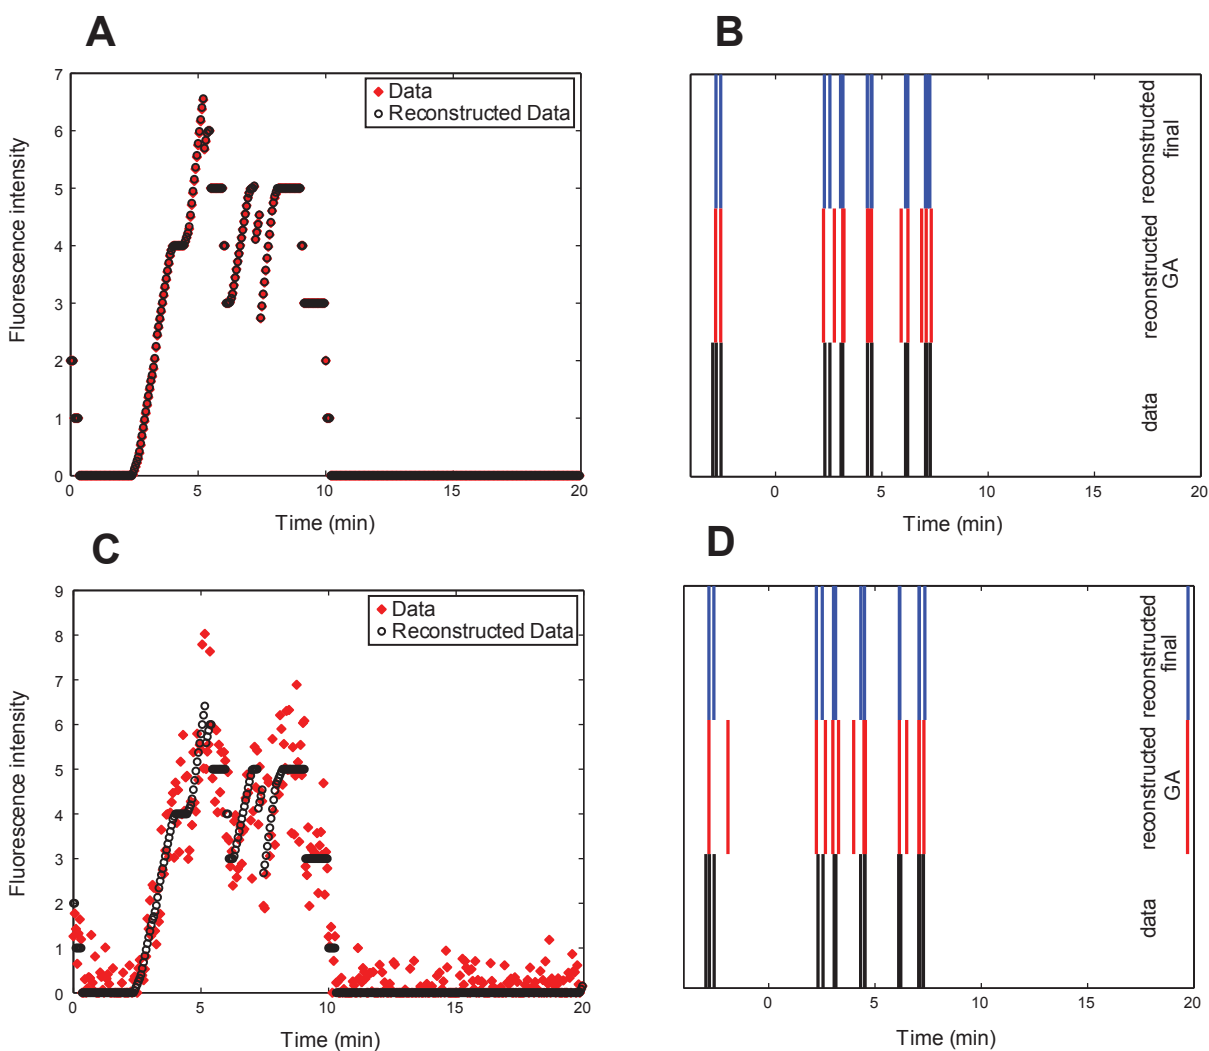 A
7
6
5
4
3
2
1
0
Fluorescence intensity
Data
Reconstructed Data
0
5
10
15
20
Time (min)
B
reconstructed
final
reconstructed
GA
data
0
5
10
15
20
Time (min)
C
9
8
7
6
5
4
3
2
1
0
Fluorescence intensity
Data
Reconstructed Data
0
5
10
15
20
Time (min)
D
reconstructed
final
reconstructed
GA
data
0
5
10
15
20
Time (min)